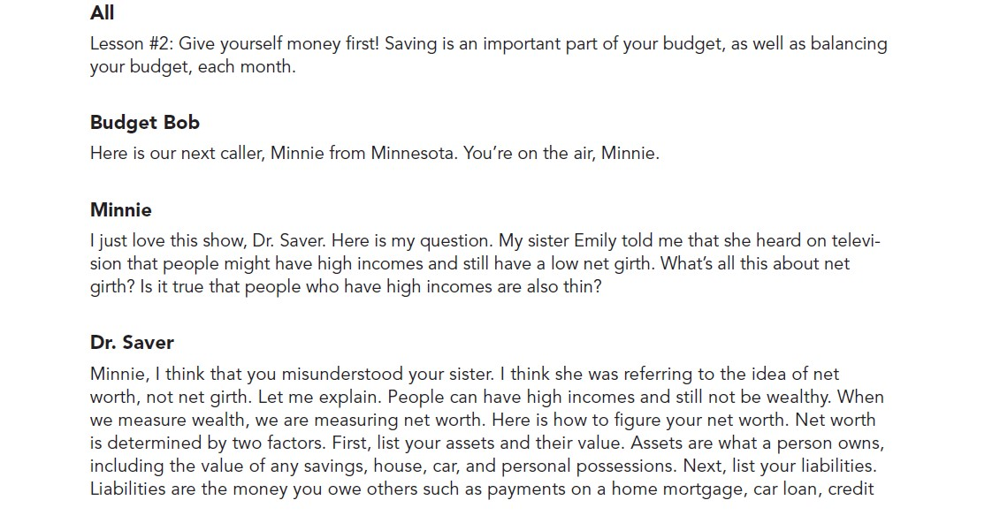 All
Lesson #2: Give yourself money first! Saving is an important part of your budget, as well as balancing
your budget, each month.
Budget Bob
Here is our next caller, Minnie from Minnesota. You’re on the air, Minnie.
Minnie
I just love this show, Dr. Saver. Here is my question. My sister Emily told me that she heard on televi-
sion that people might have high incomes and still have a low net girth. What’s all this about net
girth? Is it true that people who have high incomes are also thin?
Dr. Saver
Minnie, I think that you misunderstood your sister. I think she was referring to the idea of net
worth, not net girth. Let me explain. People can have high incomes and still not be wealthy. When
we measure wealth, we are measuring net worth. Here is how to figure your net worth. Net worth
is determined by two factors. First, list your assets and their value. Assets are what a person owns,
including the value of any savings, house, car, and personal possessions. Next, list your liabilities.
Liabilities are the money you owe others such as payments on a home mortgage, car loan, credit